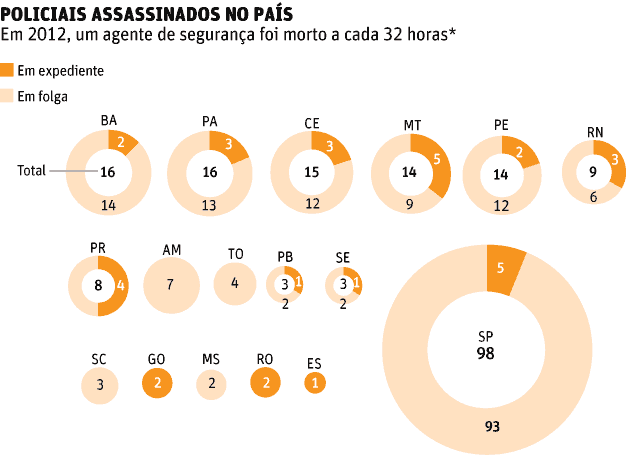 POLICIAIS ASSASSINADOS NO PAÍS
Em 2012, um agente de segurança foi morto a cada 32 horas*
Em expediente
Em folga
BA
2
Total
16
14
PA
3
16
13
CE
3
15
12
MT
5
14
9
PE
2
14
12
RN
3
9
6
PR
8
4
AM
7
TO
4
PB
3
1
2
SE
3
1
2
SP
5
98
93
SC
3
GO
2
MS
2
RO
2
ES
1